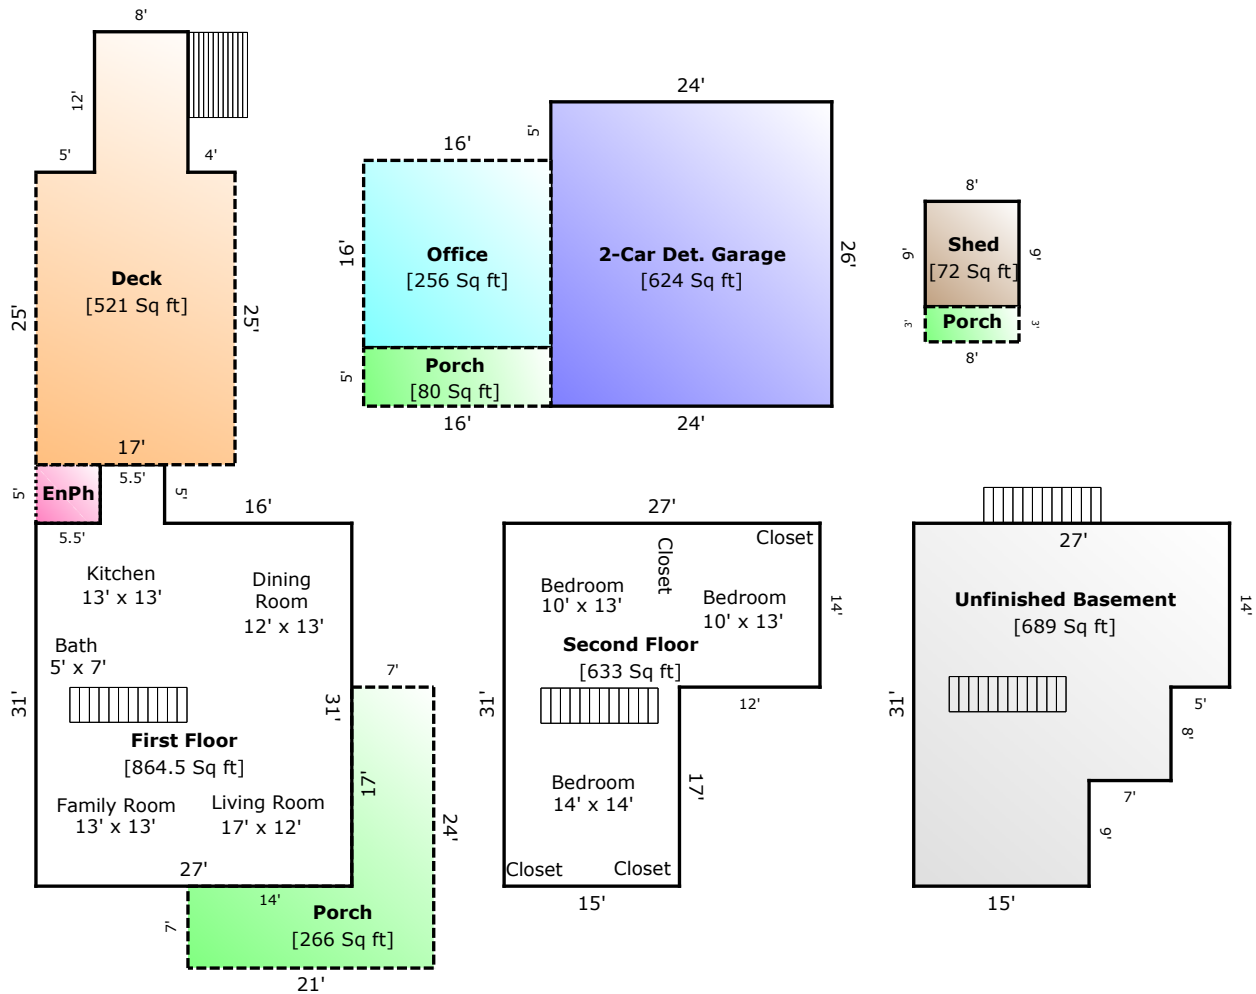 8'
12'
5'
4'
Deck
[521 Sq ft]
25'
25'
17'
24'
5'
16'
16'
Office
[256 Sq ft]
2-Car Det. Garage
[624 Sq ft]
26'
Porch
[80 Sq ft]
5'
16'
24'
8'
9'
Shed
[72 Sq ft]
9'
3'
Porch
3'
8'
5'
EnPh
5.5'
5'
5.5'
16'
Kitchen
13' x 13'
Dining
Room
12' x 13'
Bath
5' x 7'
31'
31'
7'
First Floor
[864.5 Sq ft]
17'
Family Room
13' x 13'
Living Room
17' x 12'
24'
27'
14'
7'
Porch
[266 Sq ft]
21'
27'
Closet
Closet
Bedroom
10' x 13'
Bedroom
10' x 13'
14'
Second Floor
[633 Sq ft]
31'
12'
17'
Bedroom
14' x 14'
Closet
Closet
15'
27'
Unfinished Basement
[689 Sq ft]
14'
31'
5'
8'
7'
9'
15'